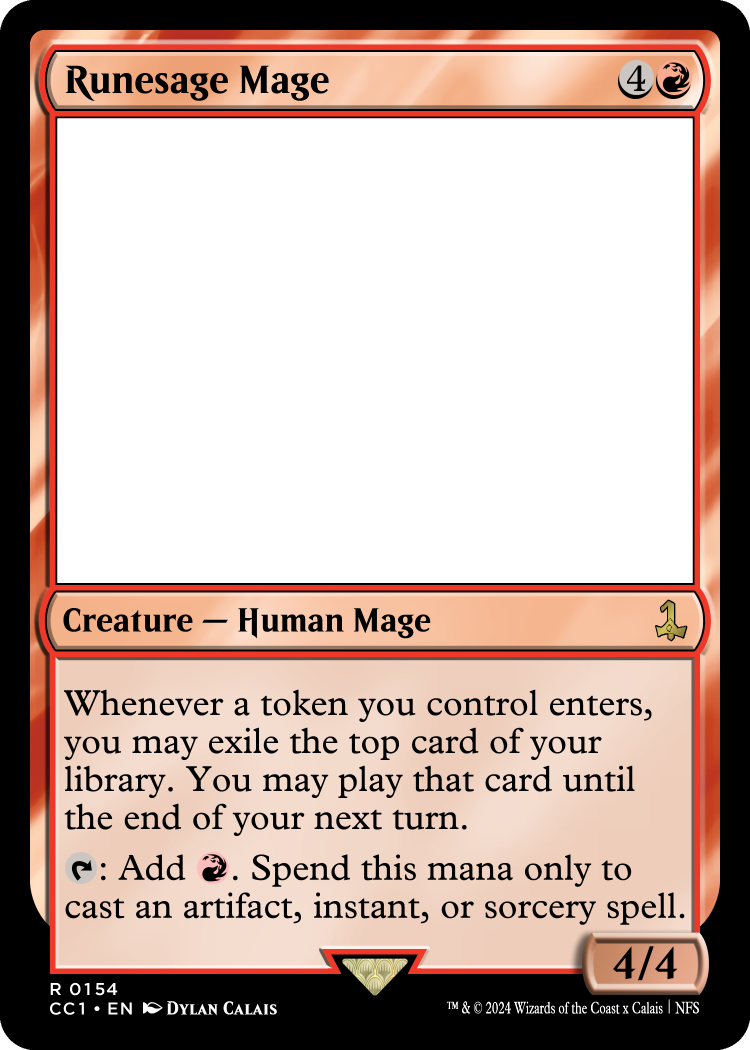 Runesage Mage 4
Creature — Human Mage
Whenever a token you control enters,
you may exile the top card of your
library. You may play that card until
the end of your next turn.
: Add . Spend this mana only to
cast an artifact, instant, or sorcery spell.
4/4
R 0154
CC1 • EN DYLAN CALAIS
™ & © 2024 Wizards of the Coast x Calais | NFS